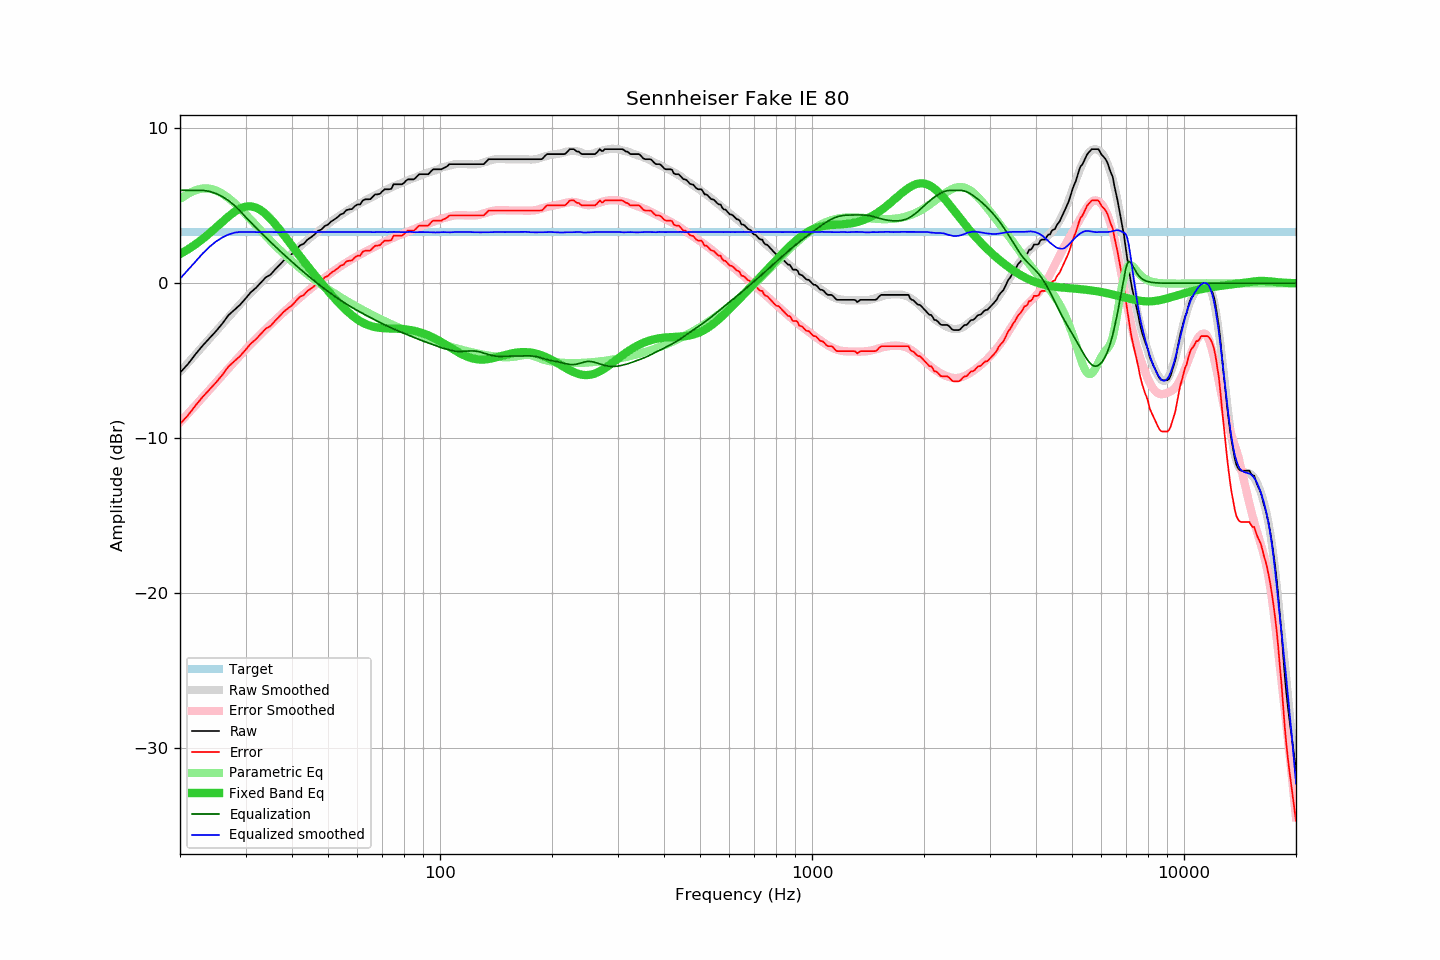 Sennheiser Fake IE 80
10
0
−10
−20
−30
Amplitude (dBr)
Target
Raw Smoothed
Error Smoothed
Raw
Error
Parametric Eq
Fixed Band Eq
Equalization
Equalized smoothed
100
1000
10000
Frequency (Hz)